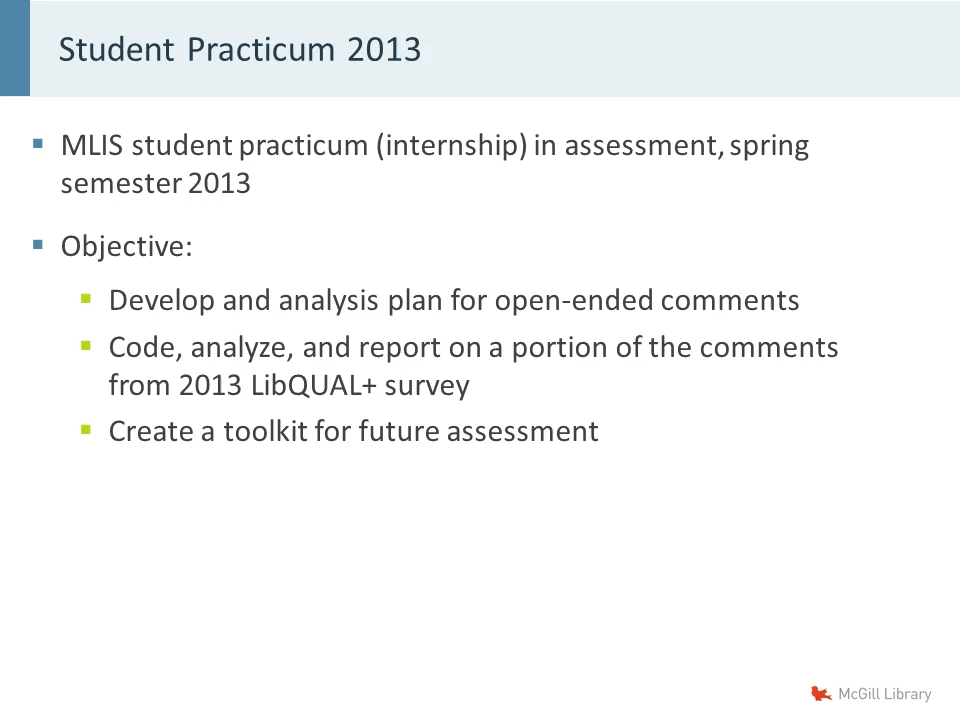 Student Practicum 2013
MLIS student practicum (internship) in assessment, spring
semester 2013
Objective:
Develop and analysis plan for open-ended comments
Code, analyze, and report on a portion of the comments
from 2013 LibQUAL+ survey
Create a toolkit for future assessment
McGill Library